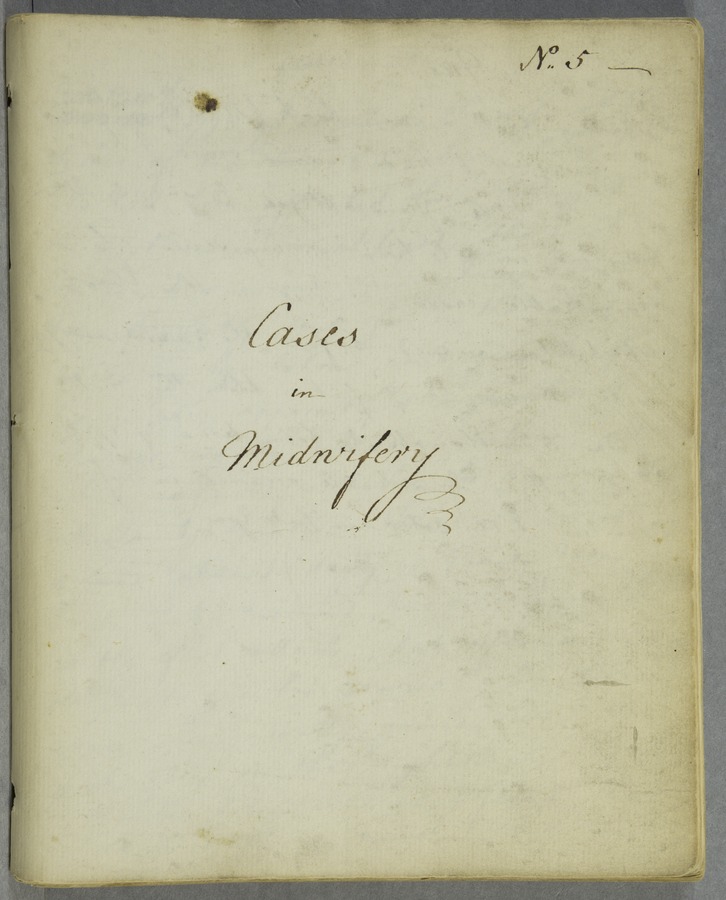 No. 5 —
Cases
in
Midwifery